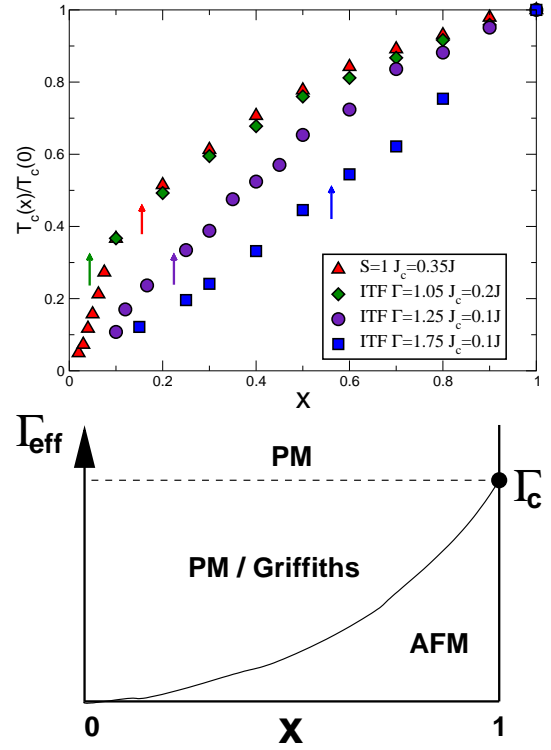 1
0.8
0.6
0.4
0.2
0
T_c(x)/T_c(0)
0 0.2 0.4 0.6 0.8 1
X
S=1 J_c=0.35J
ITF Γ=1.05 J_c=0.2J
ITF Γ=1.25 J_c=0.1J
ITF Γ=1.75 J_c=0.1J
Γeff
PM
Γc
PM / Griffiths
AFM
0 X 1